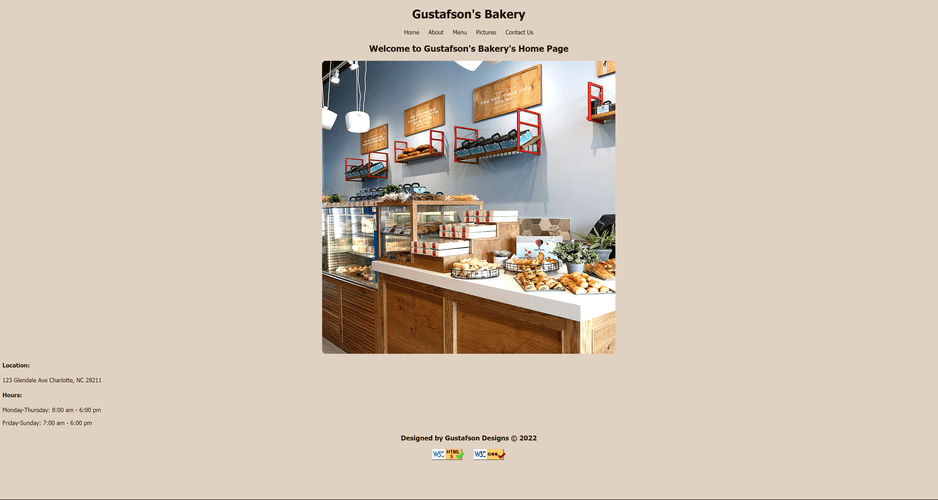 Gustafson's Bakery
Home About Menu Pictures Contact Us
Welcome to Gustafson's Bakery's Home Page
Location:
123 Glendale Ave Charlotte, NC 28211
Hours:
Monday-Thursday: 8:00 am - 6:00 pm
Friday-Sunday: 7:00 am - 6:00 pm
Designed by Gustafson Designs © 2022
W3C HTML 5
W3C css